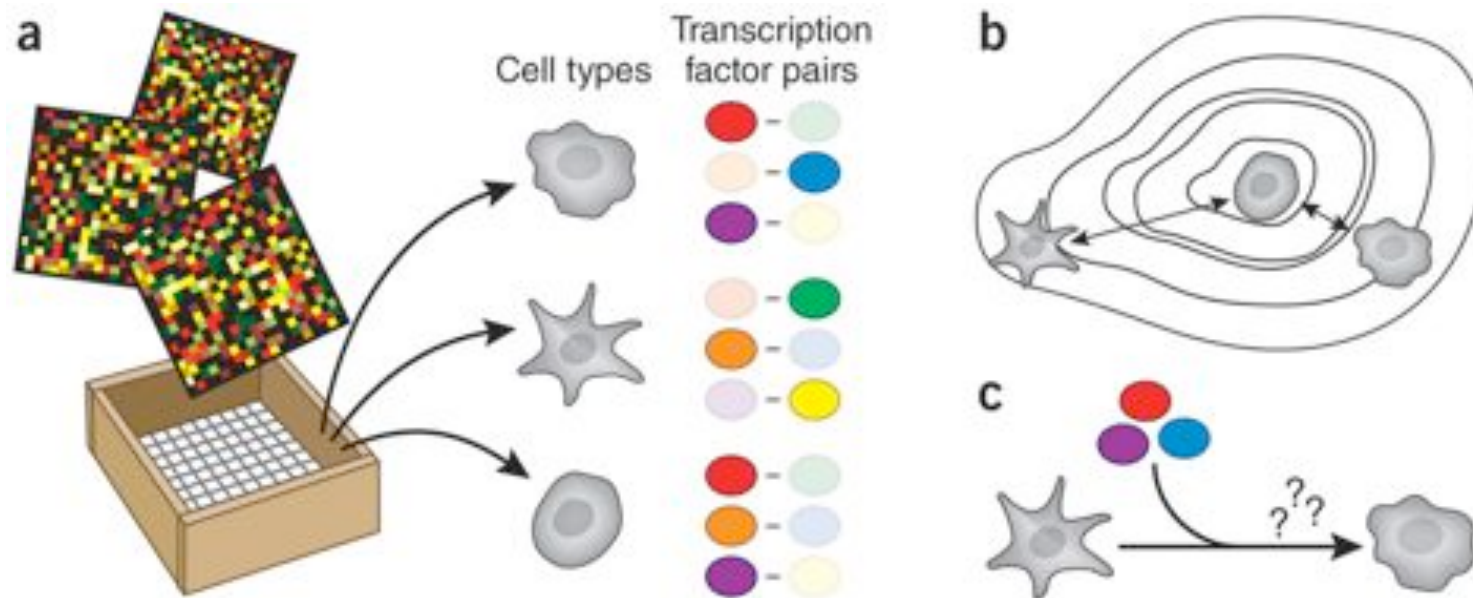 a
Cell types
Transcription
factor pairs
b
c
???